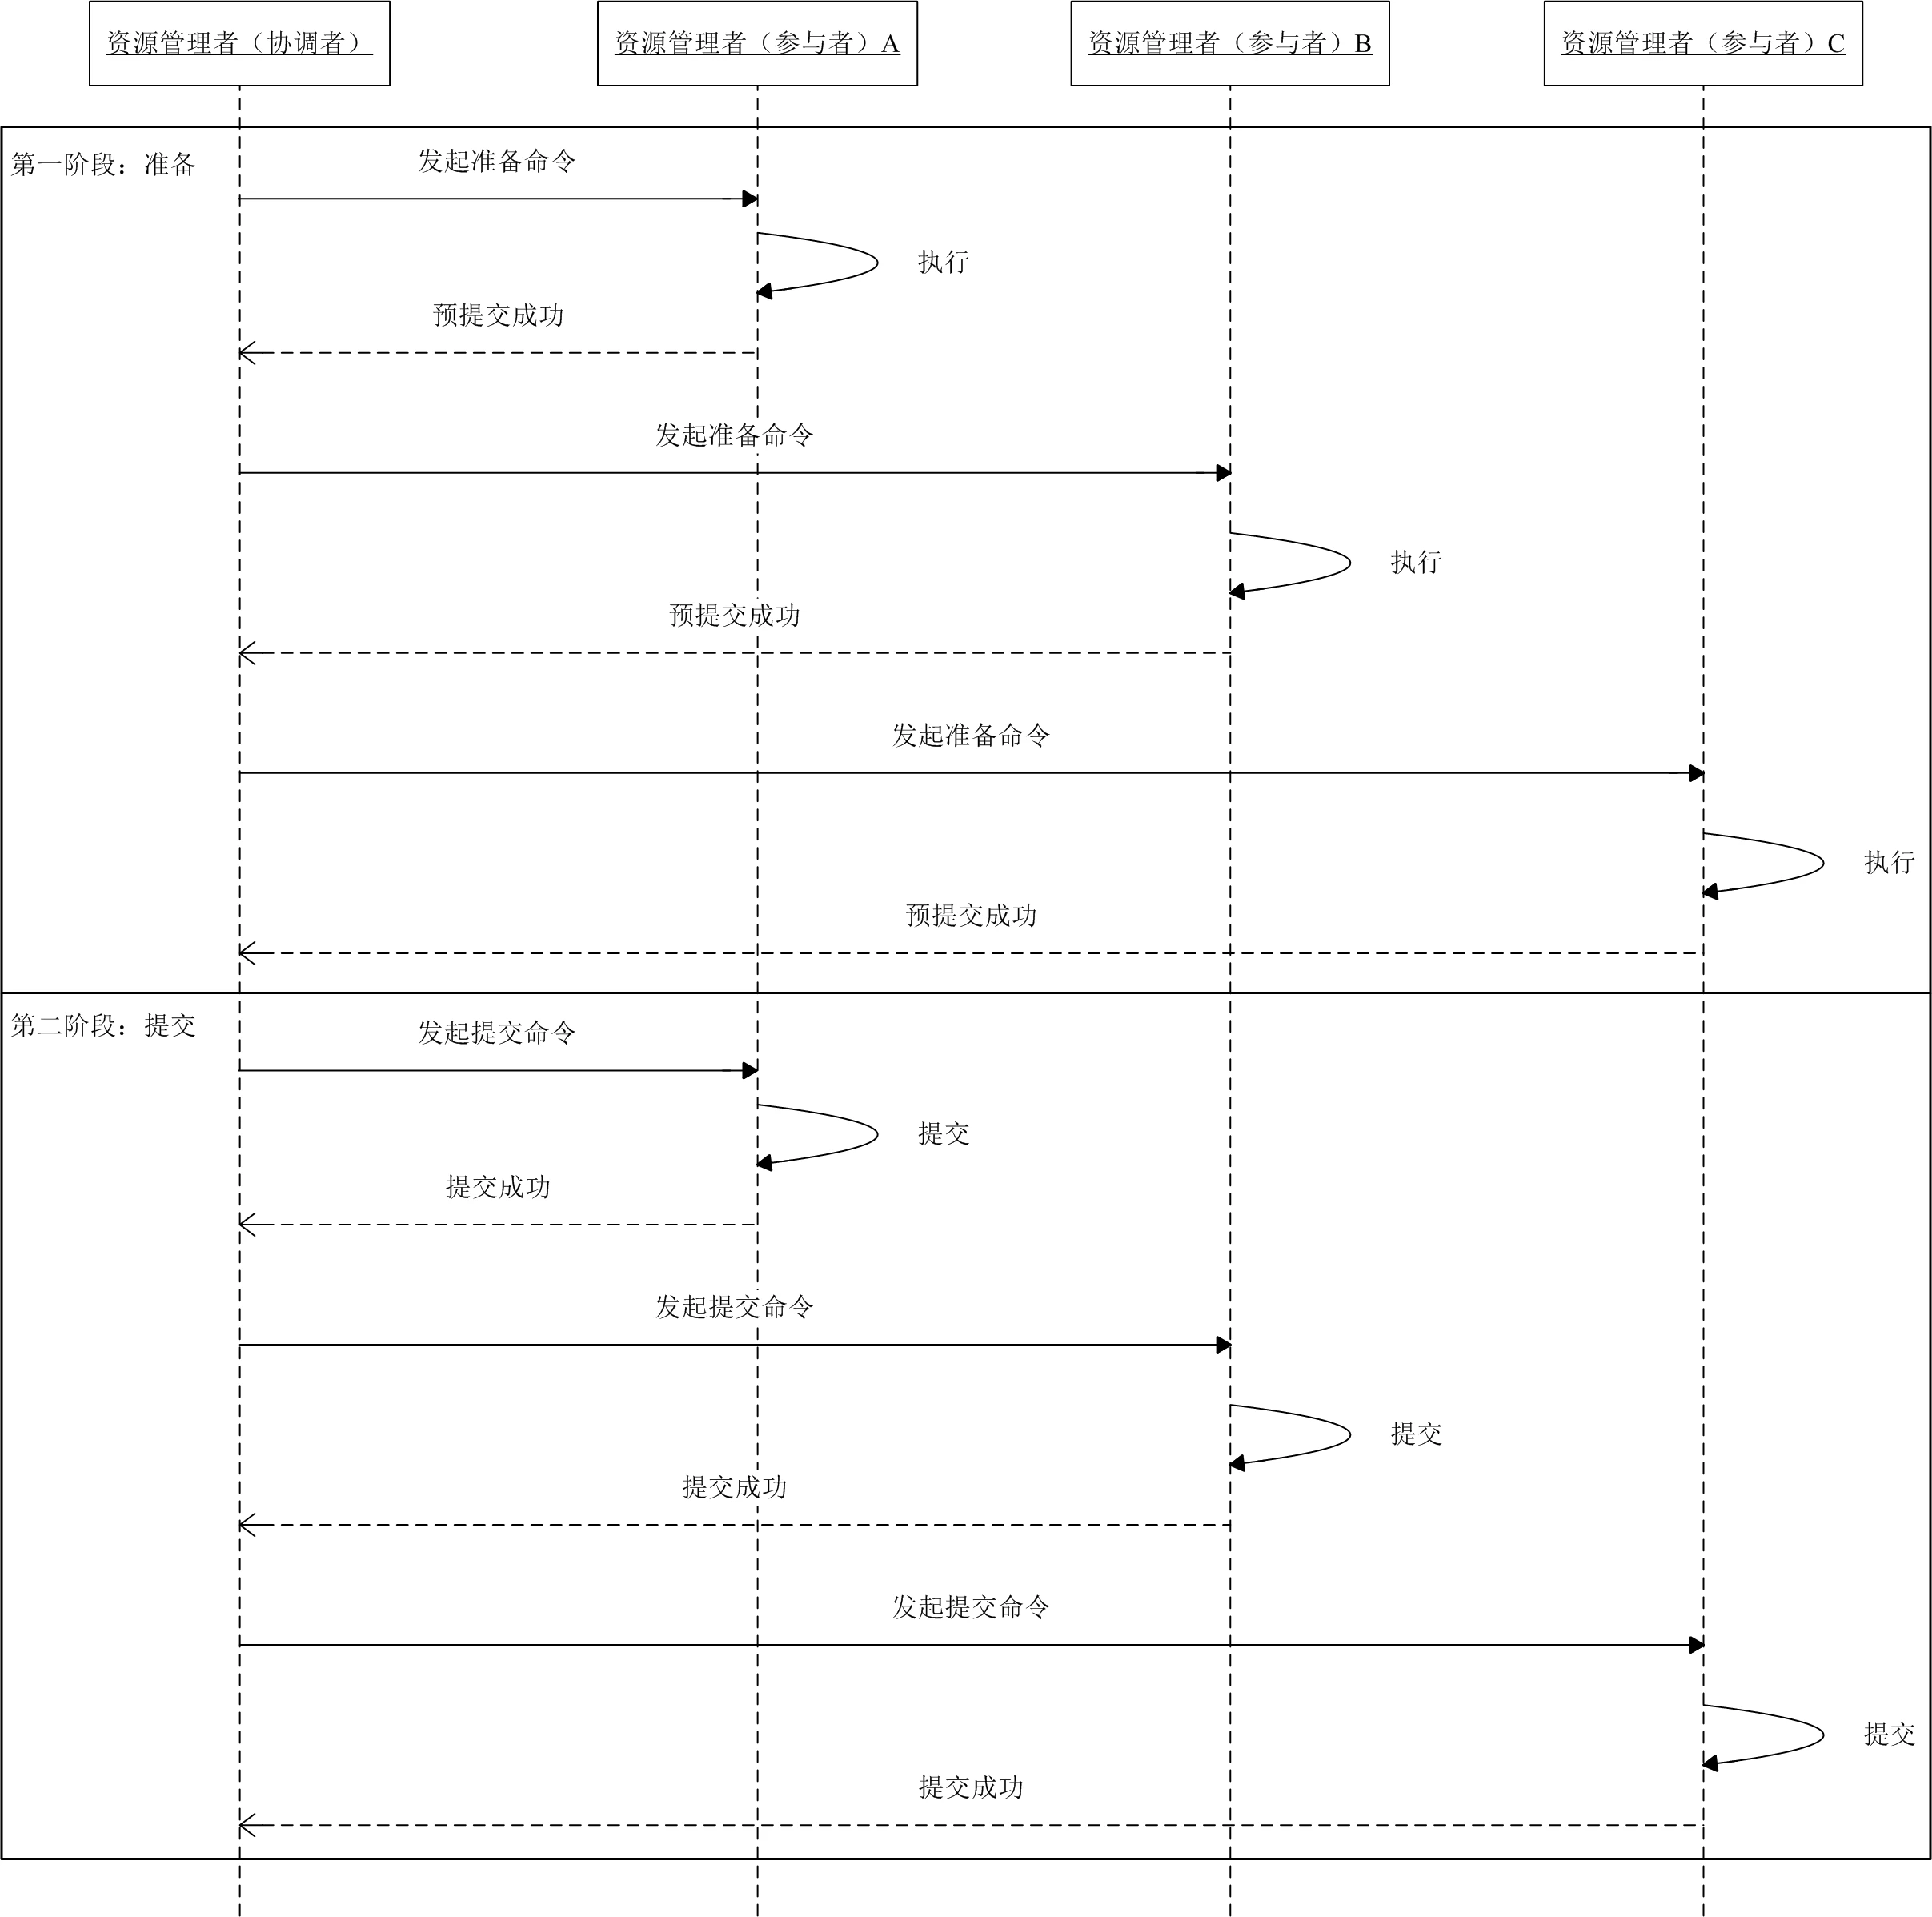 资源管理者（协调者）
资源管理者（参与者）A
资源管理者（参与者）B
资源管理者（参与者）C
第一阶段：准备
发起准备命令
执行
预提交成功
发起准备命令
执行
预提交成功
发起准备命令
执行
预提交成功
第二阶段：提交
发起提交命令
提交
提交成功
发起提交命令
提交
提交成功
发起提交命令
提交
提交成功